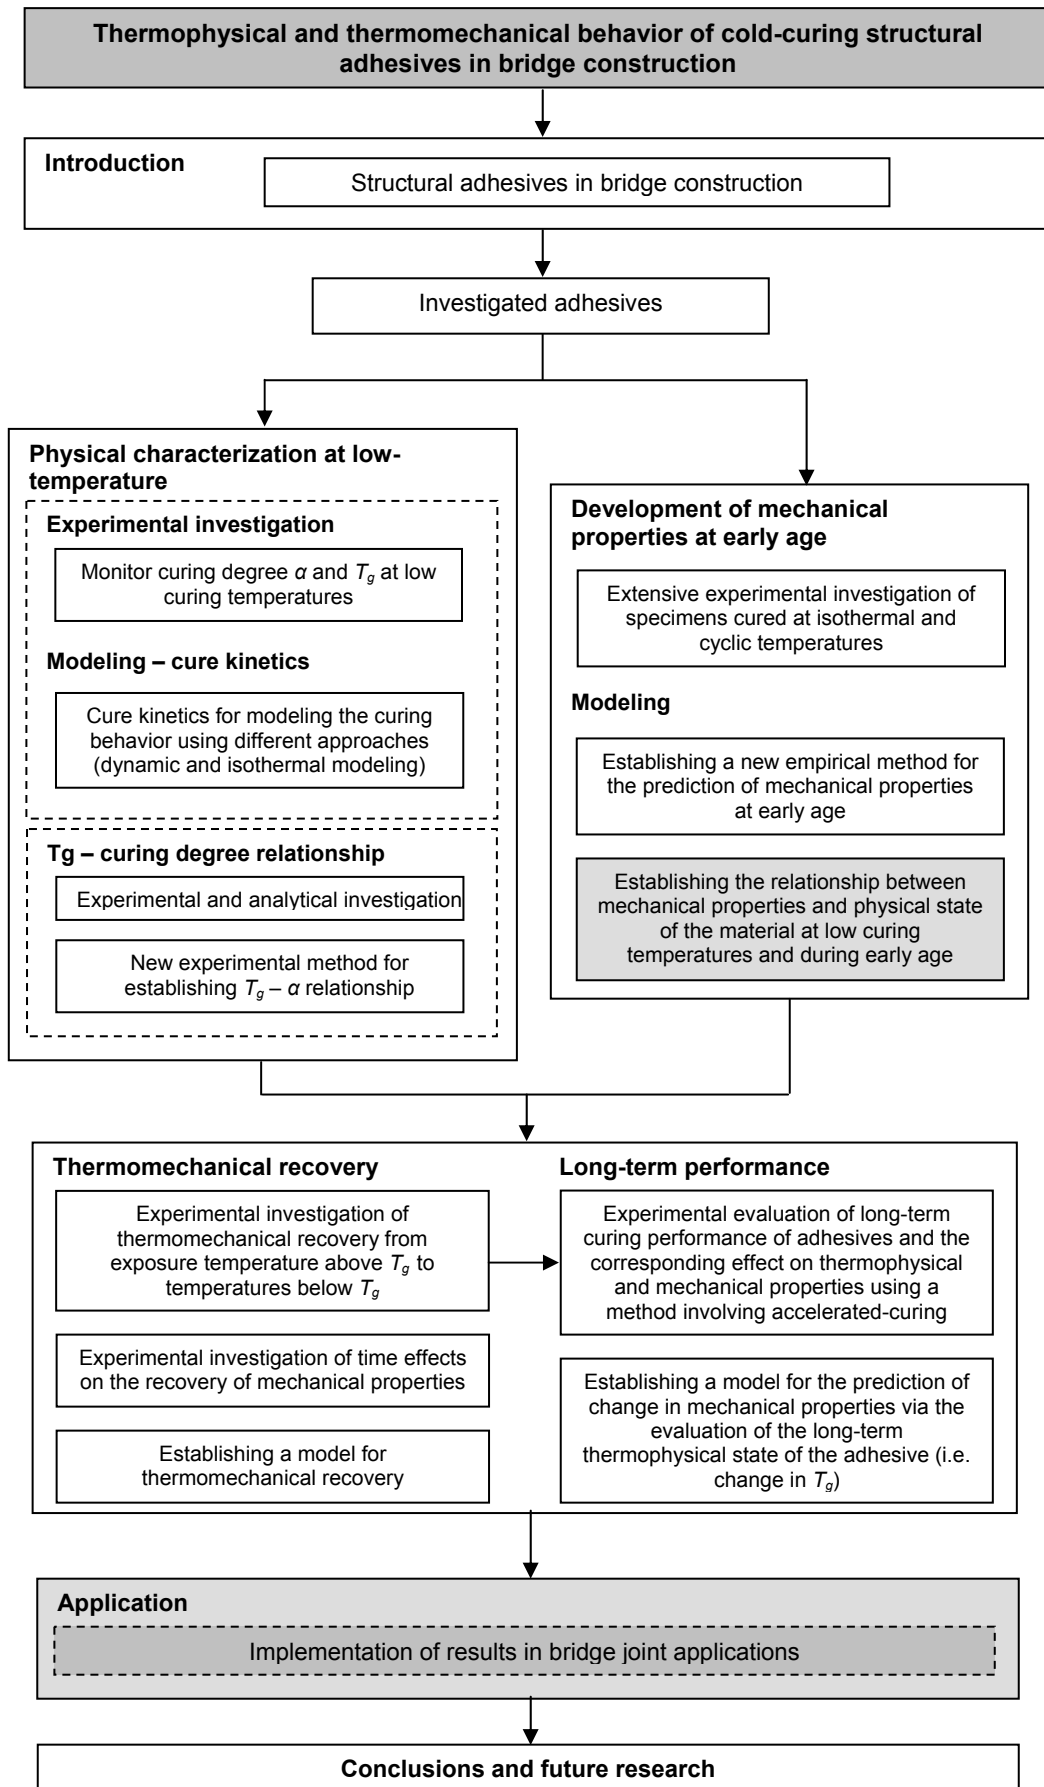 Thermophysical and thermomechanical behavior of cold-curing structural
adhesives in bridge construction
Introduction
Structural adhesives in bridge construction
Investigated adhesives
Physical characterization at low-
temperature
Experimental investigation
Monitor curing degree α and Tg at low
curing temperatures
Modeling – cure kinetics
Cure kinetics for modeling the curing
behavior using different approaches
(dynamic and isothermal modeling)
Tg – curing degree relationship
Experimental and analytical investigation
New experimental method for
establishing Tg – α relationship
Development of mechanical
properties at early age
Extensive experimental investigation of
specimens cured at isothermal and
cyclic temperatures
Modeling
Establishing a new empirical method for
the prediction of mechanical properties
at early age
Establishing the relationship between
mechanical properties and physical state
of the material at low curing
temperatures and during early age
Thermomechanical recovery
Experimental investigation of
thermomechanical recovery from
exposure temperature above Tg to
temperatures below Tg
Experimental investigation of time effects
on the recovery of mechanical properties
Establishing a model for
thermomechanical recovery
Long-term performance
Experimental evaluation of long-term
curing performance of adhesives and the
corresponding effect on thermophysical
and mechanical properties using a
method involving accelerated-curing
Establishing a model for the prediction of
change in mechanical properties via the
evaluation of the long-term
thermophysical state of the adhesive (i.e.
change in Tg)
Application
Implementation of results in bridge joint applications
Conclusions and future research